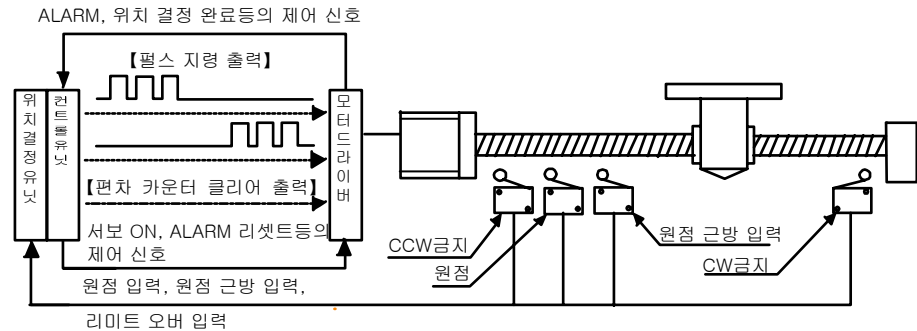 ALARM, 위치 결정 완료등의 제어 신호
【펄스 지령 출력】
위치결정유닛
컨트롤유닛
모터드라이버
【편차 카운터 클리어 출력】
서보 ON, ALARM 리셋트등의
제어 신호
CCW금지
원점
원점 근방 입력
CW금지
원점 입력, 원점 근방 입력,
리미트 오버 입력